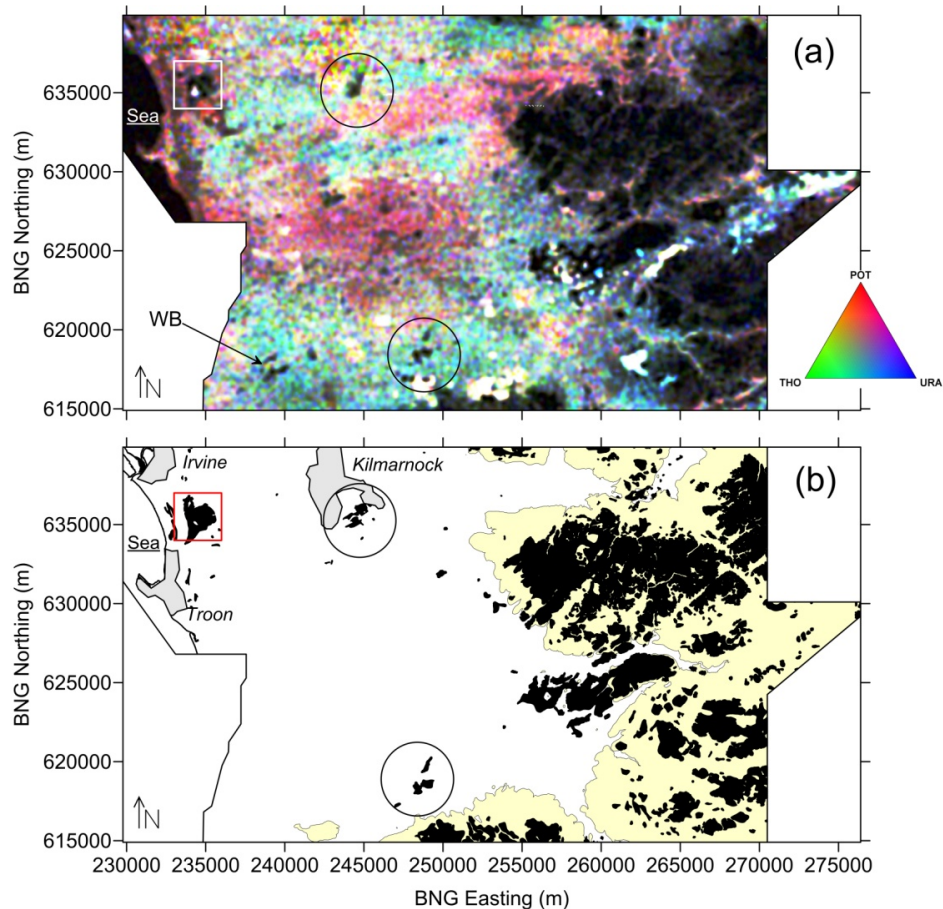 (a)
BNG Northing (m)
635000
630000
625000
620000
615000
Sea
WB
N
POT
THO
URA
(b)
BNG Northing (m)
635000
630000
625000
620000
615000
Irvine
Kilmarnock
Sea
Troon
N
230000 235000 240000 245000 250000 255000 260000 265000 270000 275000
BNG Easting (m)